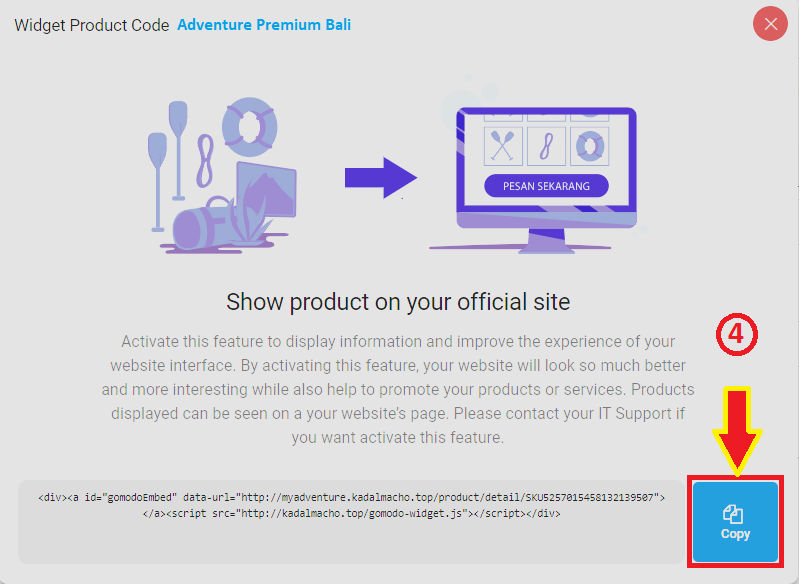 Widget Product Code Adventure Premium Bali
PESAN SEKARANG
Show product on your official site
Activate this feature to display information and improve the experience of your
website interface. By activating this feature, your website will look so much better
and more interesting while also help to promote your products or services. Products
displayed can be seen on a your website's page. Please contact your IT Support if
you want activate this feature.
4
<div><a id="gomodoEmbed" data-url="http://myadventure.kadalmacho.top/product/detail/SKU5257015458132139507">
</a><script src="http://kadalmacho.top/gomodo-widget.js"></script></div>
Copy